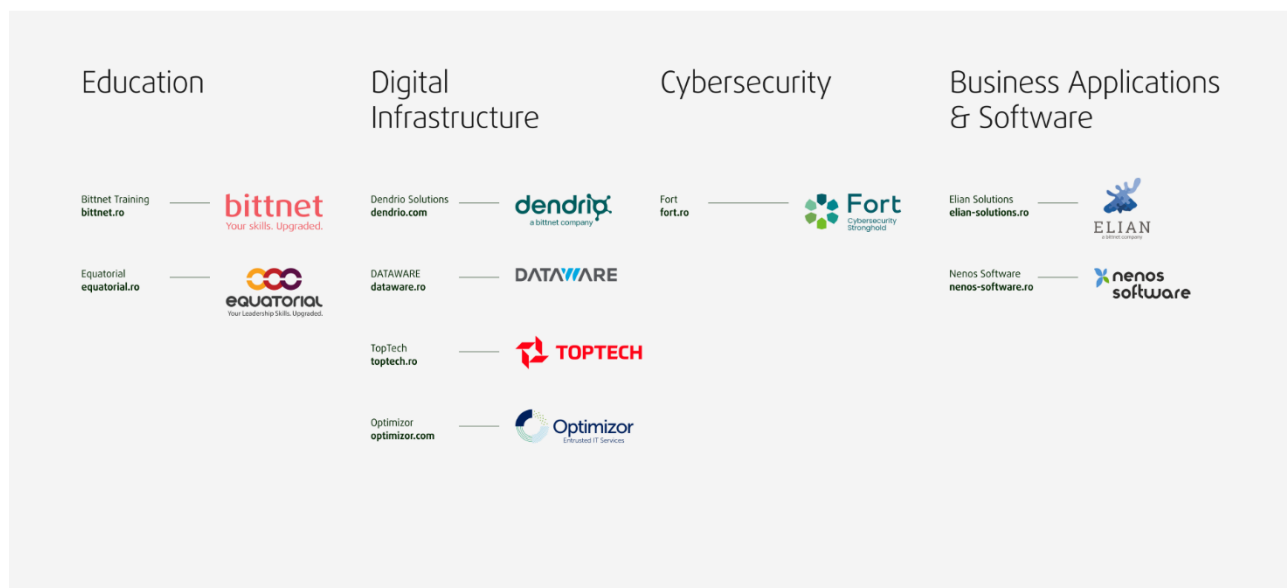 Education
Bittnet Training
bittnet.ro
bittnet
Your skills. Upgraded.
Equatorial
equatorial.ro
equatorial
Your Leadership Skills. Upgraded.
Digital
Infrastructure
Dendrio Solutions
dendrio.com
dendrio
a bittnet company
DATAWARE
dataware.ro
DATAWARE
TopTech
toptech.ro
TOPTECH
Optimizor
optimizor.com
Optimizor
Entrusted IT Services
Cybersecurity
Fort
fort.ro
Fort
Cybersecurity
Stronghold
Business Applications
& Software
Elian Solutions
elian-solutions.ro
ELIAN
a bittnet company
Nenos Software
nenos-software.ro
nenos
software